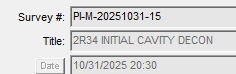 Survey #: PI-M-20251031-15
Title: 2R34 INITIAL CAVITY DECON
Date 10/31/2025 20:30